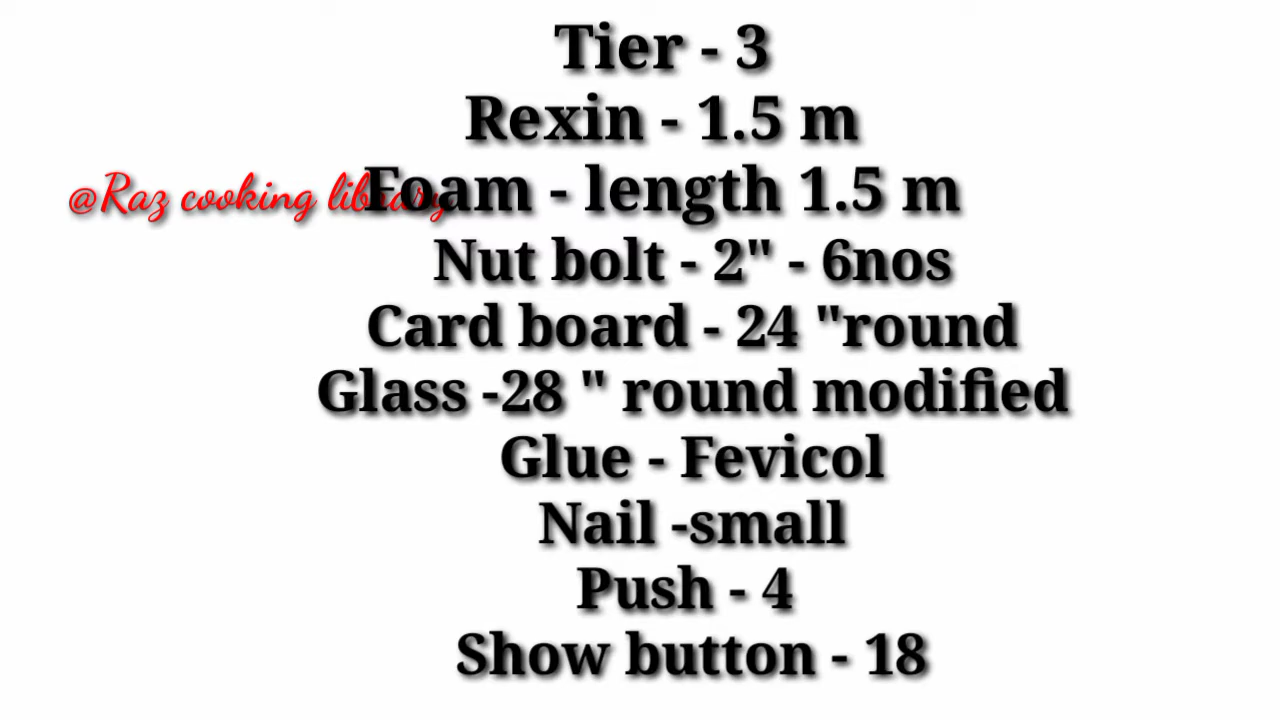 Tier - 3
Rexin - 1.5 m
@Raz cooking library
Foam - length 1.5 m
Nut bolt - 2" - 6nos
Card board - 24 "round
Glass -28 " round modified
Glue - Fevicol
Nail -small
Push - 4
Show button - 18